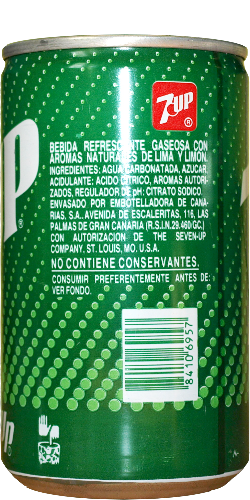 7UP
®
BEBIDA REFRESCANTE GASEOSA CON
AROMAS NATURALES DE LIMA Y LIMÓN.
INGREDIENTES: AGUA CARBONATADA, AZUCAR,
ACIDULANTE: ACIDO CITRICO, AROMAS AUTORI-
ZADOS, REGULADOR DE pH: CITRATO SODICO.
ENVASADO POR EMBOTELLADORA DE CANA-
RIAS, S.A., AVENIDA DE ESCALERITAS, 116, LAS
PALMAS DE GRAN CANARIA (R.S.I.N. 29.460/GC.)
CON AUTORIZACION DE THE SEVEN-UP
COMPANY, ST. LOUIS, MO. U.S.A.
NO CONTIENE CONSERVANTES.
CONSUMIR PREFERENTEMENTE ANTES DE:
VER FONDO.
84106957